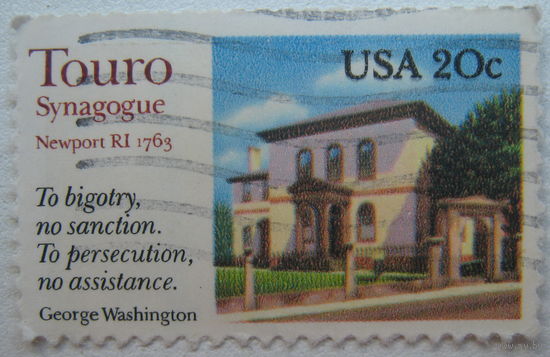 Touro
Synagogue
Newport RI 1763
To bigotry,
no sanction.
To persecution,
no assistance.
George Washington
USA 20c